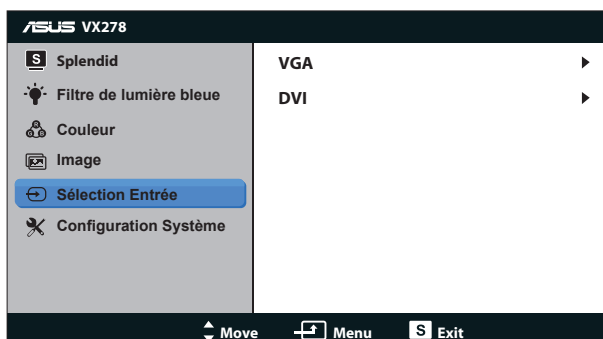 ASUS VX278
S Splendid
Filtre de lumière bleue
Couleur
Image
Sélection Entrée
Configuration Système
VGA
DVI
Move Menu S Exit